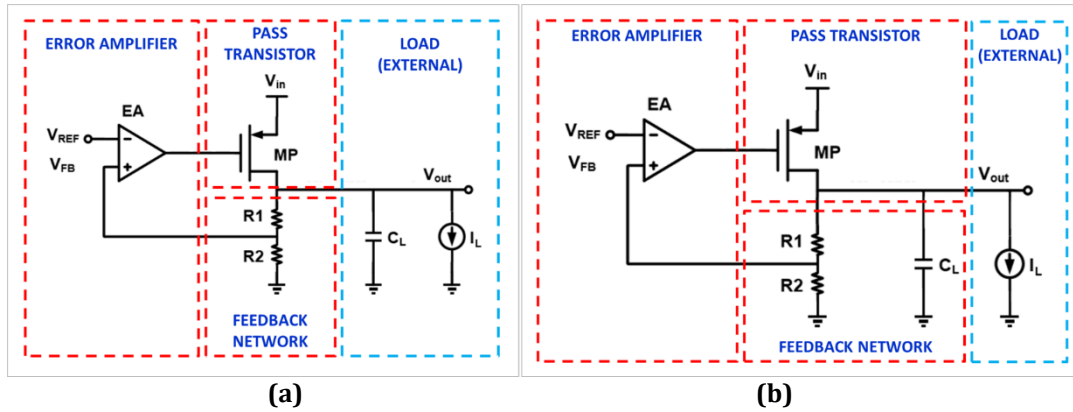 ERROR AMPLIFIER
PASS
TRANSISTOR
LOAD
(EXTERNAL)
V_in
EA
V_REF
−
V_FB
+
MP
V_out
R1
R2
C_L
I_L
FEEDBACK
NETWORK
(a)
ERROR AMPLIFIER
PASS TRANSISTOR
LOAD
(EXTERNAL)
V_in
EA
V_REF
−
V_FB
+
MP
V_out
R1
R2
C_L
I_L
FEEDBACK NETWORK
(b)